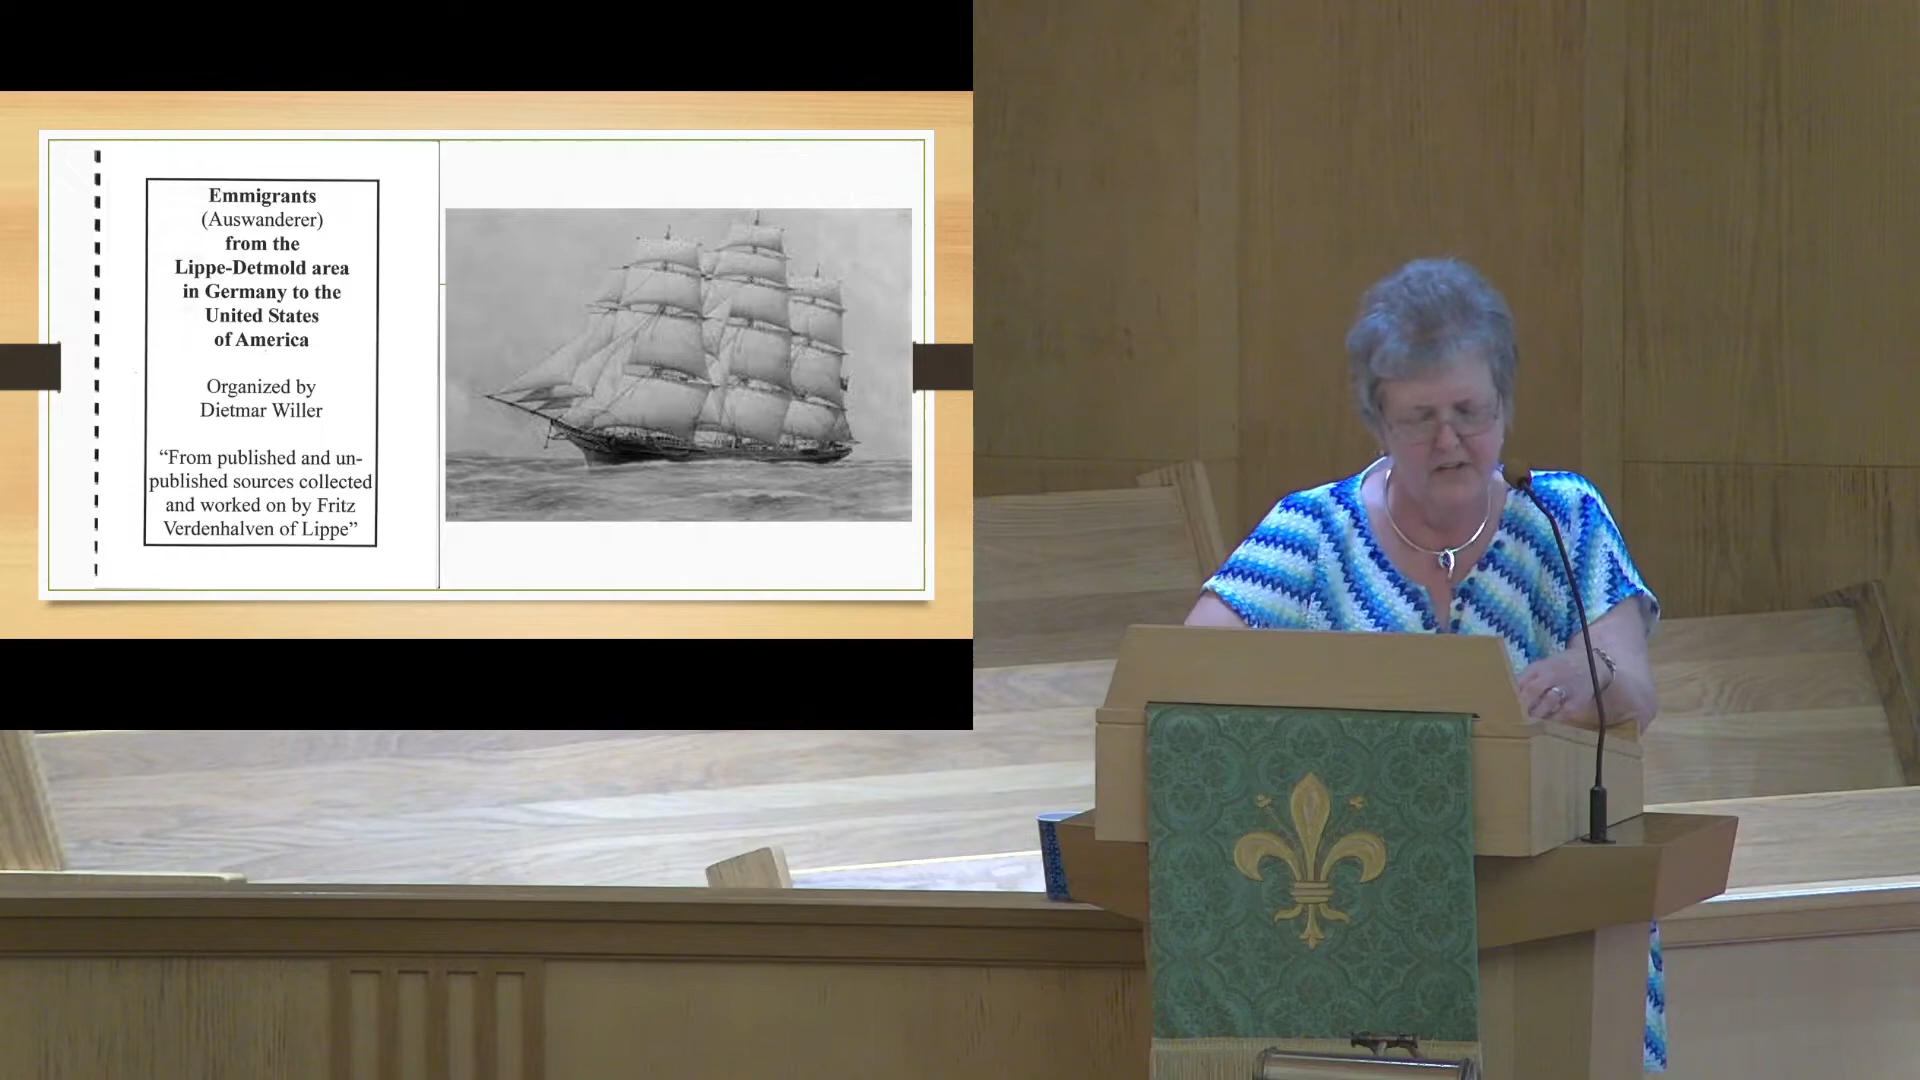 Emmigrants
(Auswanderer)
from the
Lippe-Detmold area
in Germany to the
United States
of America
Organized by
Dietmar Willer
“From published and un-
published sources collected
and worked on by Fritz
Verdenhalven of Lippe”